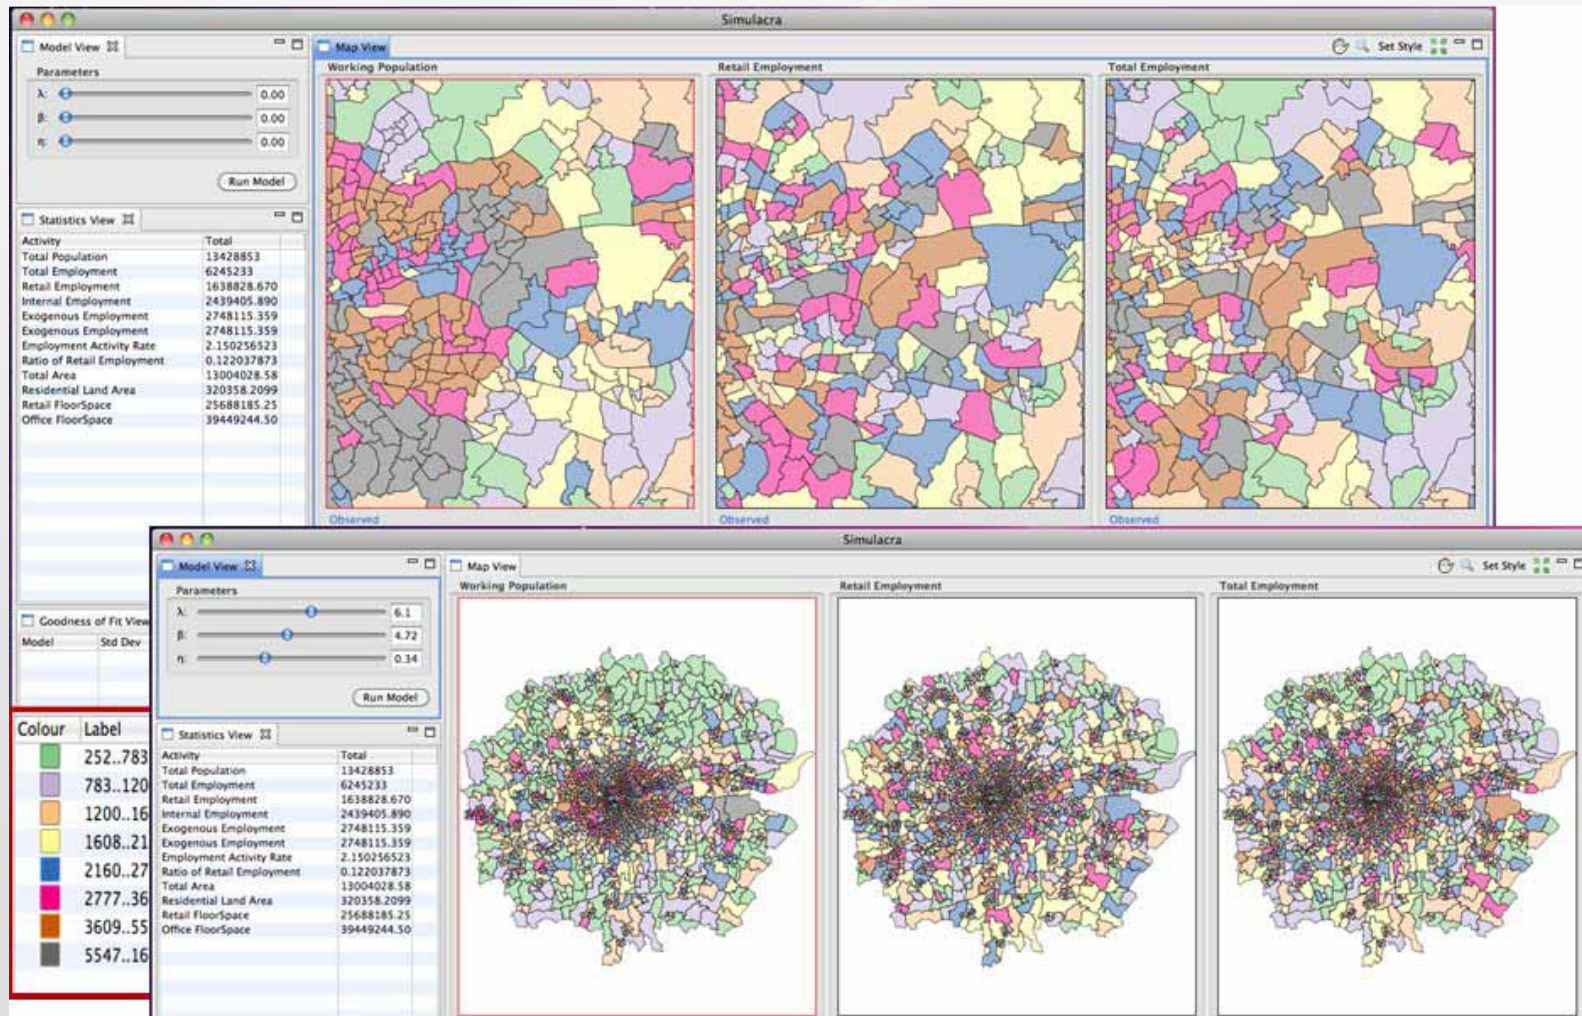 Simulacra
Model View
Parameters
λ: 0.00
β: 0.00
η: 0.00
Run Model
Statistics View
Activity Total
Total Population 13428853
Total Employment 6245233
Retail Employment 1638828.670
Internal Employment 2439405.890
Exogenous Employment 2748115.359
Exogenous Employment 2748115.359
Employment Activity Rate 2.150256523
Ratio of Retail Employment 0.122037873
Total Area 13004028.58
Residential Land Area 320358.2099
Retail FloorSpace 25688185.25
Office FloorSpace 39449244.50
Goodness of Fit View
Model Std Dev
Map View
Set Style
Working Population Retail Employment Total Employment
Observed Observed Observed
Colour Label
252..783
783..120
1200..16
1608..21
2160..27
2777..36
3609..55
5547..16
Simulacra
Model View
Parameters
λ: 6.1
β: 4.72
η: 0.34
Run Model
Statistics View
Activity Total
Total Population 13428853
Total Employment 6245233
Retail Employment 1638828.670
Internal Employment 2439405.890
Exogenous Employment 2748115.359
Exogenous Employment 2748115.359
Employment Activity Rate 2.150256523
Ratio of Retail Employment 0.122037873
Total Area 13004028.58
Residential Land Area 320358.2099
Retail FloorSpace 25688185.25
Office FloorSpace 39449244.50
Map View
Set Style
Working Population Retail Employment Total Employment